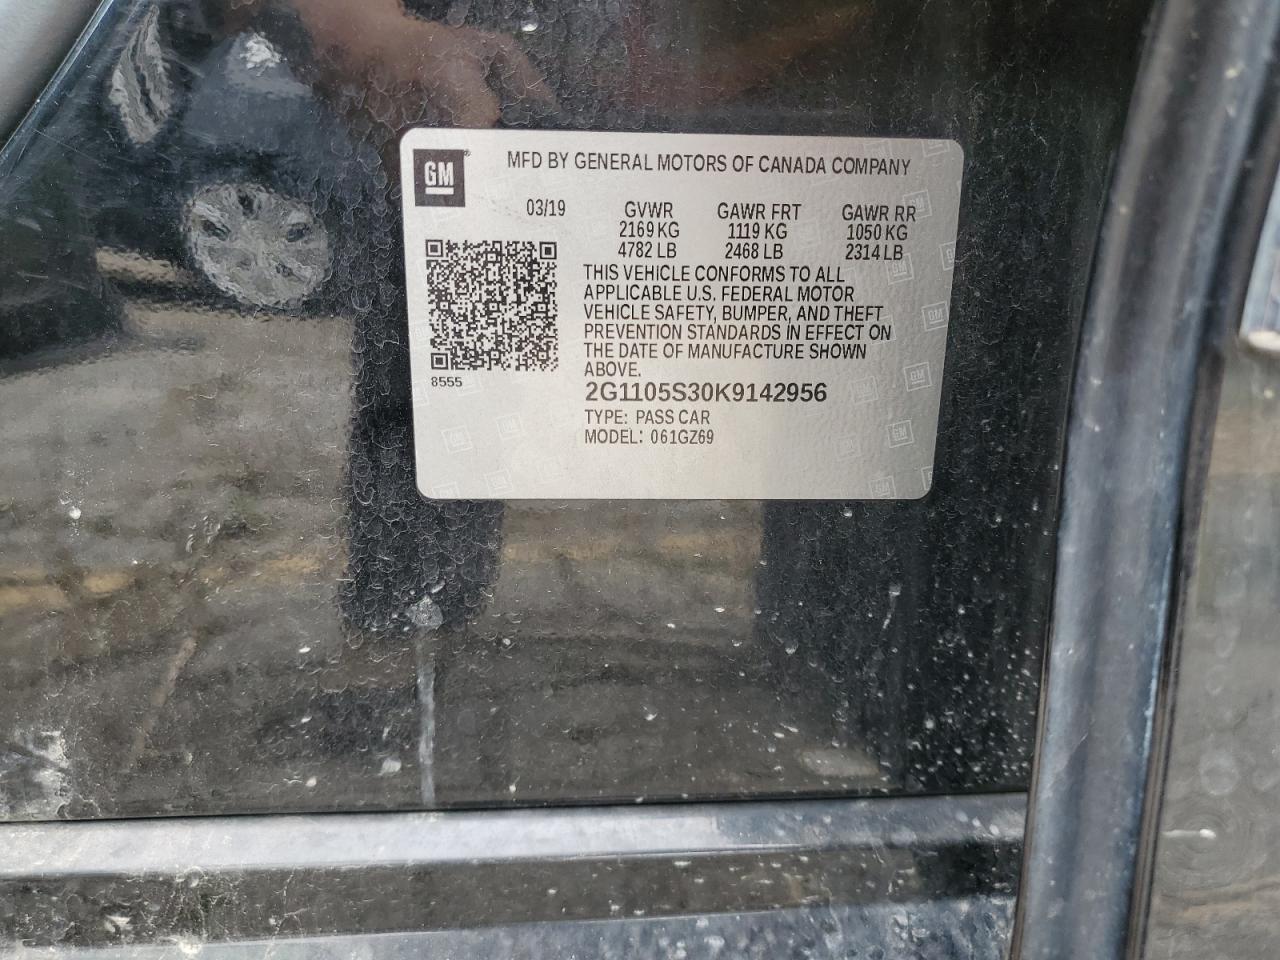 GM
MFD BY GENERAL MOTORS OF CANADA COMPANY
03/19
GVWR
2169 KG
4782 LB
GAWR FRT
1119 KG
2468 LB
GAWR RR
1050 KG
2314 LB
THIS VEHICLE CONFORMS TO ALL
APPLICABLE U.S. FEDERAL MOTOR
VEHICLE SAFETY, BUMPER, AND THEFT
PREVENTION STANDARDS IN EFFECT ON
THE DATE OF MANUFACTURE SHOWN
ABOVE.
8555
2G1105S30K9142956
TYPE: PASS CAR
MODEL: 061GZ69